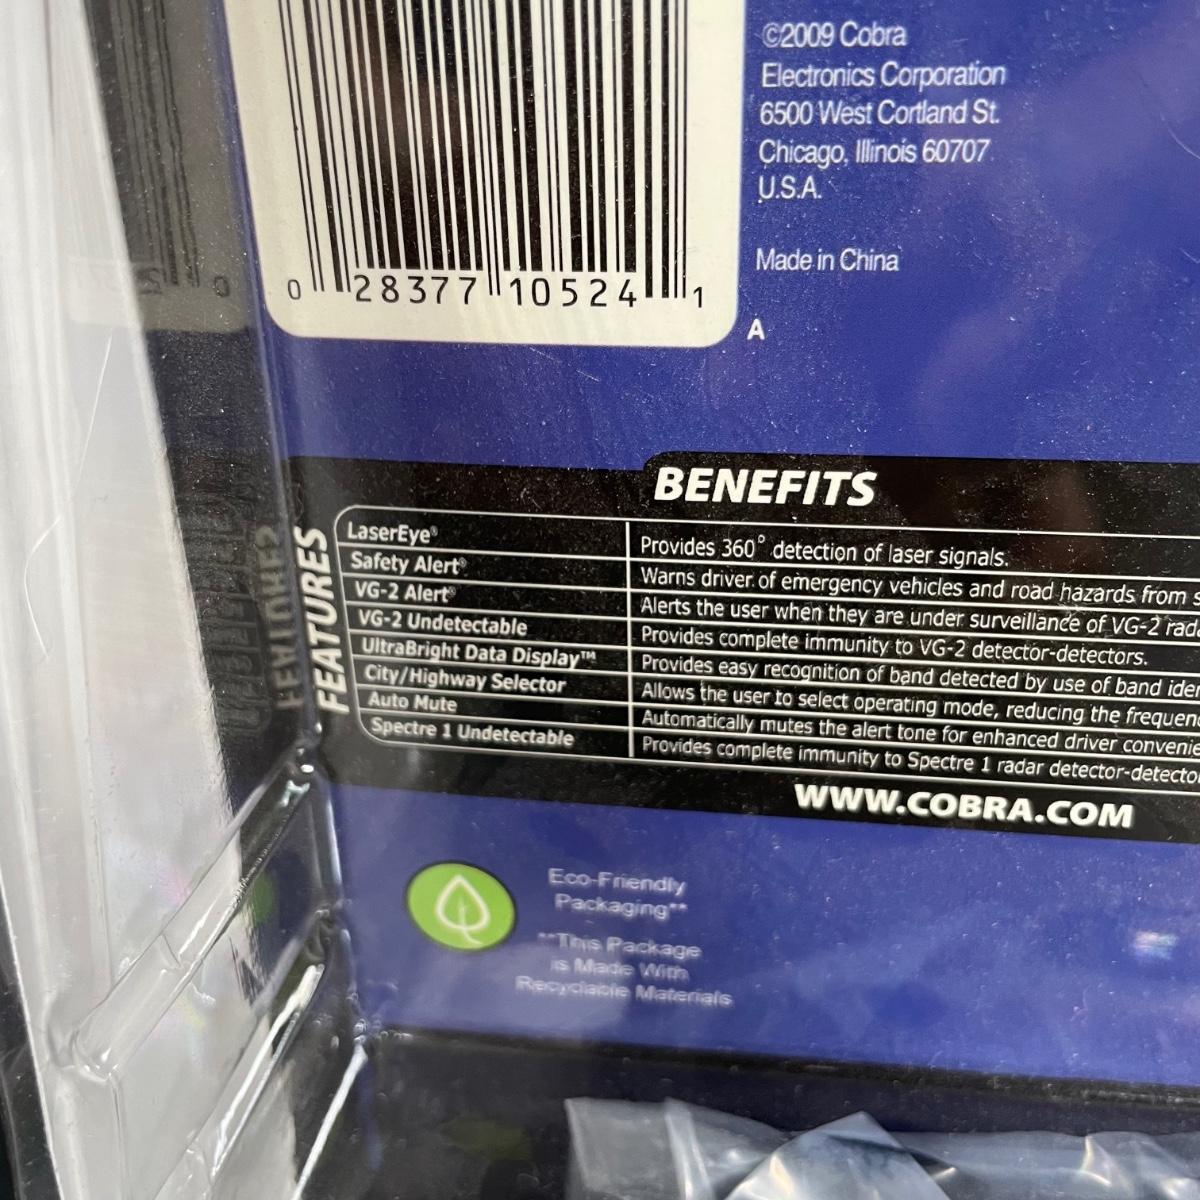 ©2009 Cobra
Electronics Corporation
6500 West Cortland St.
Chicago, Illinois 60707
U.S.A.
Made in China
A
0 28377 10524 1
BENEFITS
FEATURES
LaserEye® Provides 360° detection of laser signals.
Safety Alert® Warns driver of emergency vehicles and road hazards from
VG-2 Alert® Alerts the user when they are under surveillance of VG-2
VG-2 Undetectable Provides complete immunity to VG-2 detector-detectors.
UltraBright Data Display™ Provides easy recognition of band detected by use of band
City/Highway Selector Allows the user to select operating mode, reducing the
Auto Mute Automatically mutes the alert tone for enhanced driver
Spectre 1 Undetectable Provides complete immunity to Spectre 1 radar
WWW.COBRA.COM
Eco-Friendly
Packaging**
**This Package
is Made With
Recyclable Materials